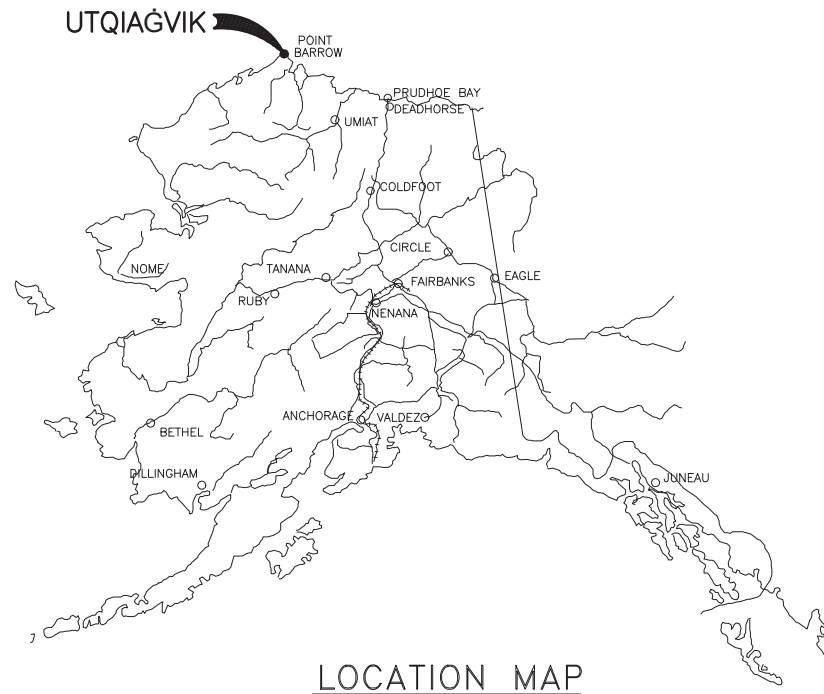 UTQIAĠVIK
POINT
BARROW
PRUDHOE BAY
DEADHORSE
UMIAT
COLDFOOT
CIRCLE
NOME
TANANA
EAGLE
FAIRBANKS
RUBY
NENANA
ANCHORAGE
VALDEZ
BETHEL
DILLINGHAM
JUNEAU
LOCATION MAP